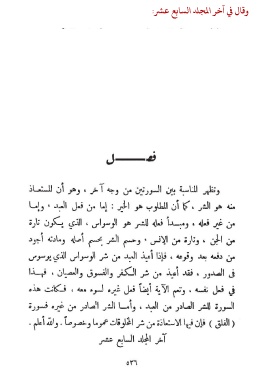 وقال في آخر المجلد السابع عشر:
فصــــــل
وتظهر المناسبة بين السورتين من وجه آخر ، وهو أن المستعاذ
منه هو الشر ، كما أن المطلوب هو الخير : إما من فعل العبد ، وإما
من غير فعله ، ومبدأ فعله للشر هو الوسواس ، الذي يكون تارة
من الجن ، وتارة من الإنس ، وحسم الشر بحسم أصله ومادته أجود
من دفعه بعد وقوعه ، فإذا أعيذ العبد من شر الوسواس الذي يوسوس
في الصدور ، فقد أعيذ من شر الكفر والفسوق والعصيان . فهذا
في فعل نفسه . وتعم الآية أيضاً فعل غيره لسوء معه ، فكانت هذه
السورة للشر الصادر من العبد ، وأما الشر الصادر من غيره فسورة
( الفلق ) فإن فيها الاستعاذة من شر المخلوقات عموما وخصوصاً . والله أعلم .
آخر المجلد السابع عشر
٥٣٦